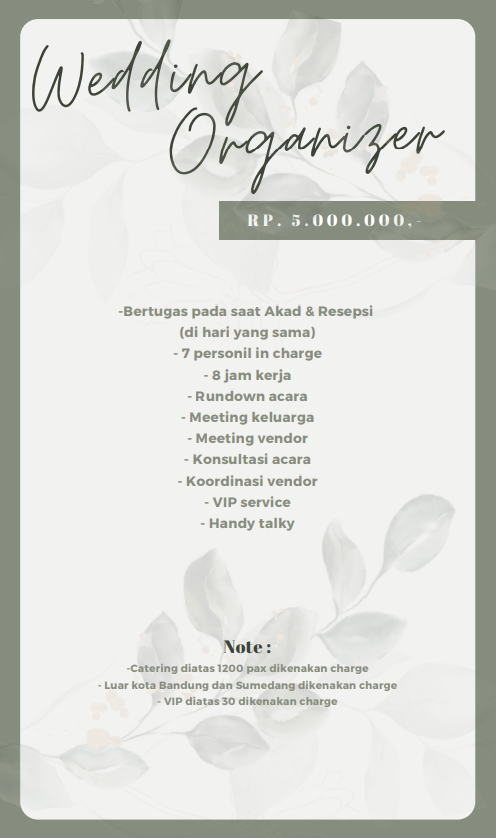 Wedding
Organizer
RP. 5.000.000,-
-Bertugas pada saat Akad & Resepsi
(di hari yang sama)
- 7 personil in charge
- 8 jam kerja
- Rundown acara
- Meeting keluarga
- Meeting vendor
- Konsultasi acara
- Koordinasi vendor
- VIP service
- Handy talky
Note :
-Catering diatas 1200 pax dikenakan charge
- Luar kota Bandung dan Sumedang dikenakan charge
- VIP diatas 30 dikenakan charge